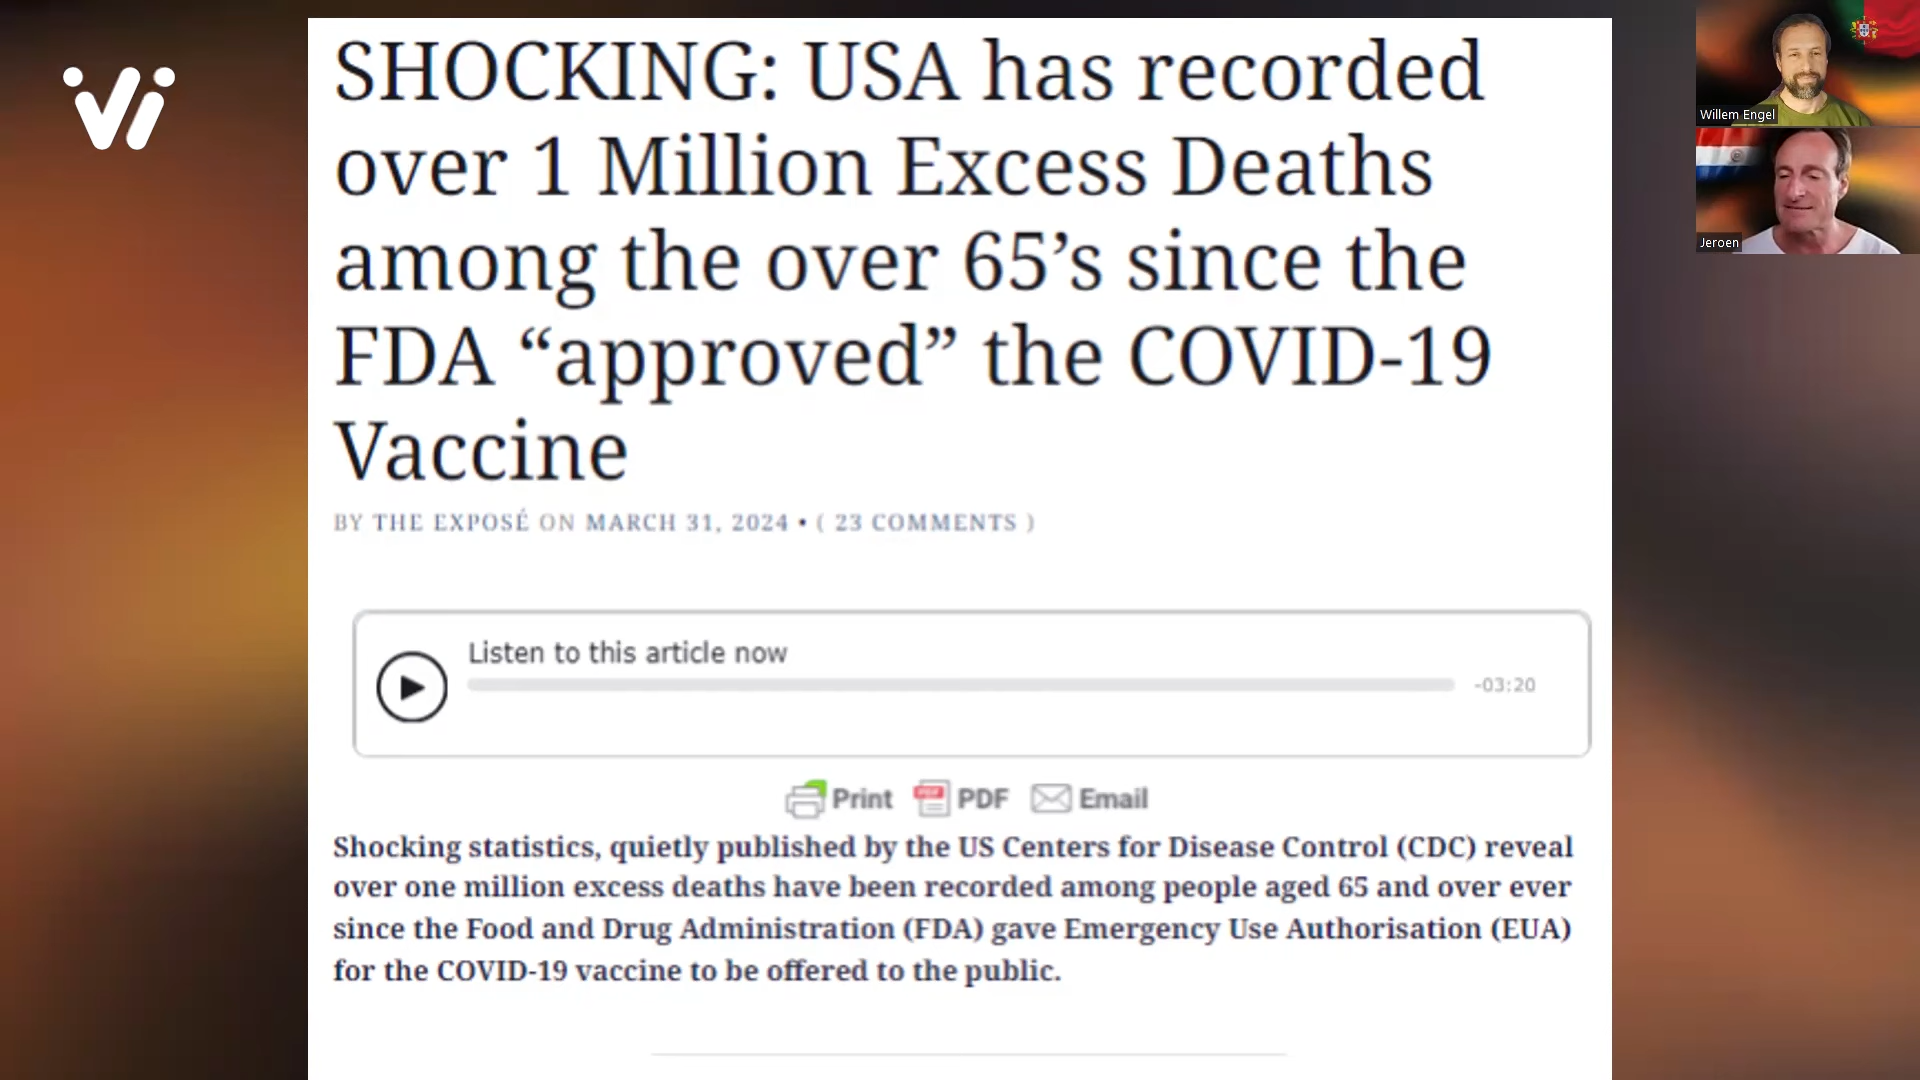 SHOCKING: USA has recorded
over 1 Million Excess Deaths
among the over 65’s since the
FDA “approved” the COVID-19
Vaccine
BY THE EXPOSÉ ON MARCH 31, 2024 • ( 23 COMMENTS )
Listen to this article now
-03:20
Print PDF Email
Shocking statistics, quietly published by the US Centers for Disease Control (CDC) reveal
over one million excess deaths have been recorded among people aged 65 and over ever
since the Food and Drug Administration (FDA) gave Emergency Use Authorisation (EUA)
for the COVID-19 vaccine to be offered to the public.
Willem Engel
Jeroen